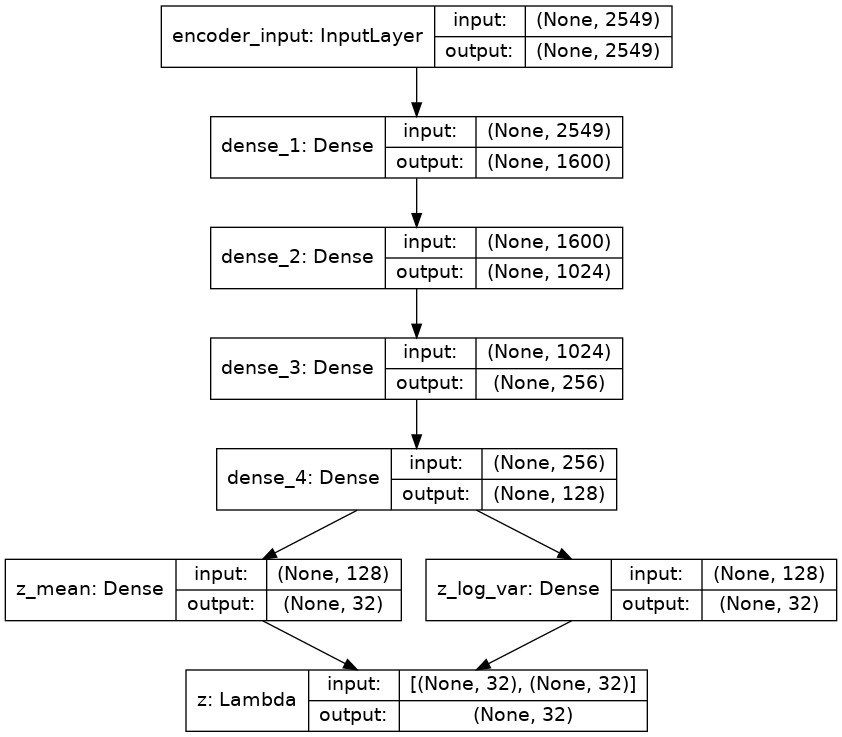 encoder_input: InputLayer
input: (None, 2549)
output: (None, 2549)
dense_1: Dense
input: (None, 2549)
output: (None, 1600)
dense_2: Dense
input: (None, 1600)
output: (None, 1024)
dense_3: Dense
input: (None, 1024)
output: (None, 256)
dense_4: Dense
input: (None, 256)
output: (None, 128)
z_mean: Dense
input: (None, 128)
output: (None, 32)
z_log_var: Dense
input: (None, 128)
output: (None, 32)
z: Lambda
input: [(None, 32), (None, 32)]
output: (None, 32)